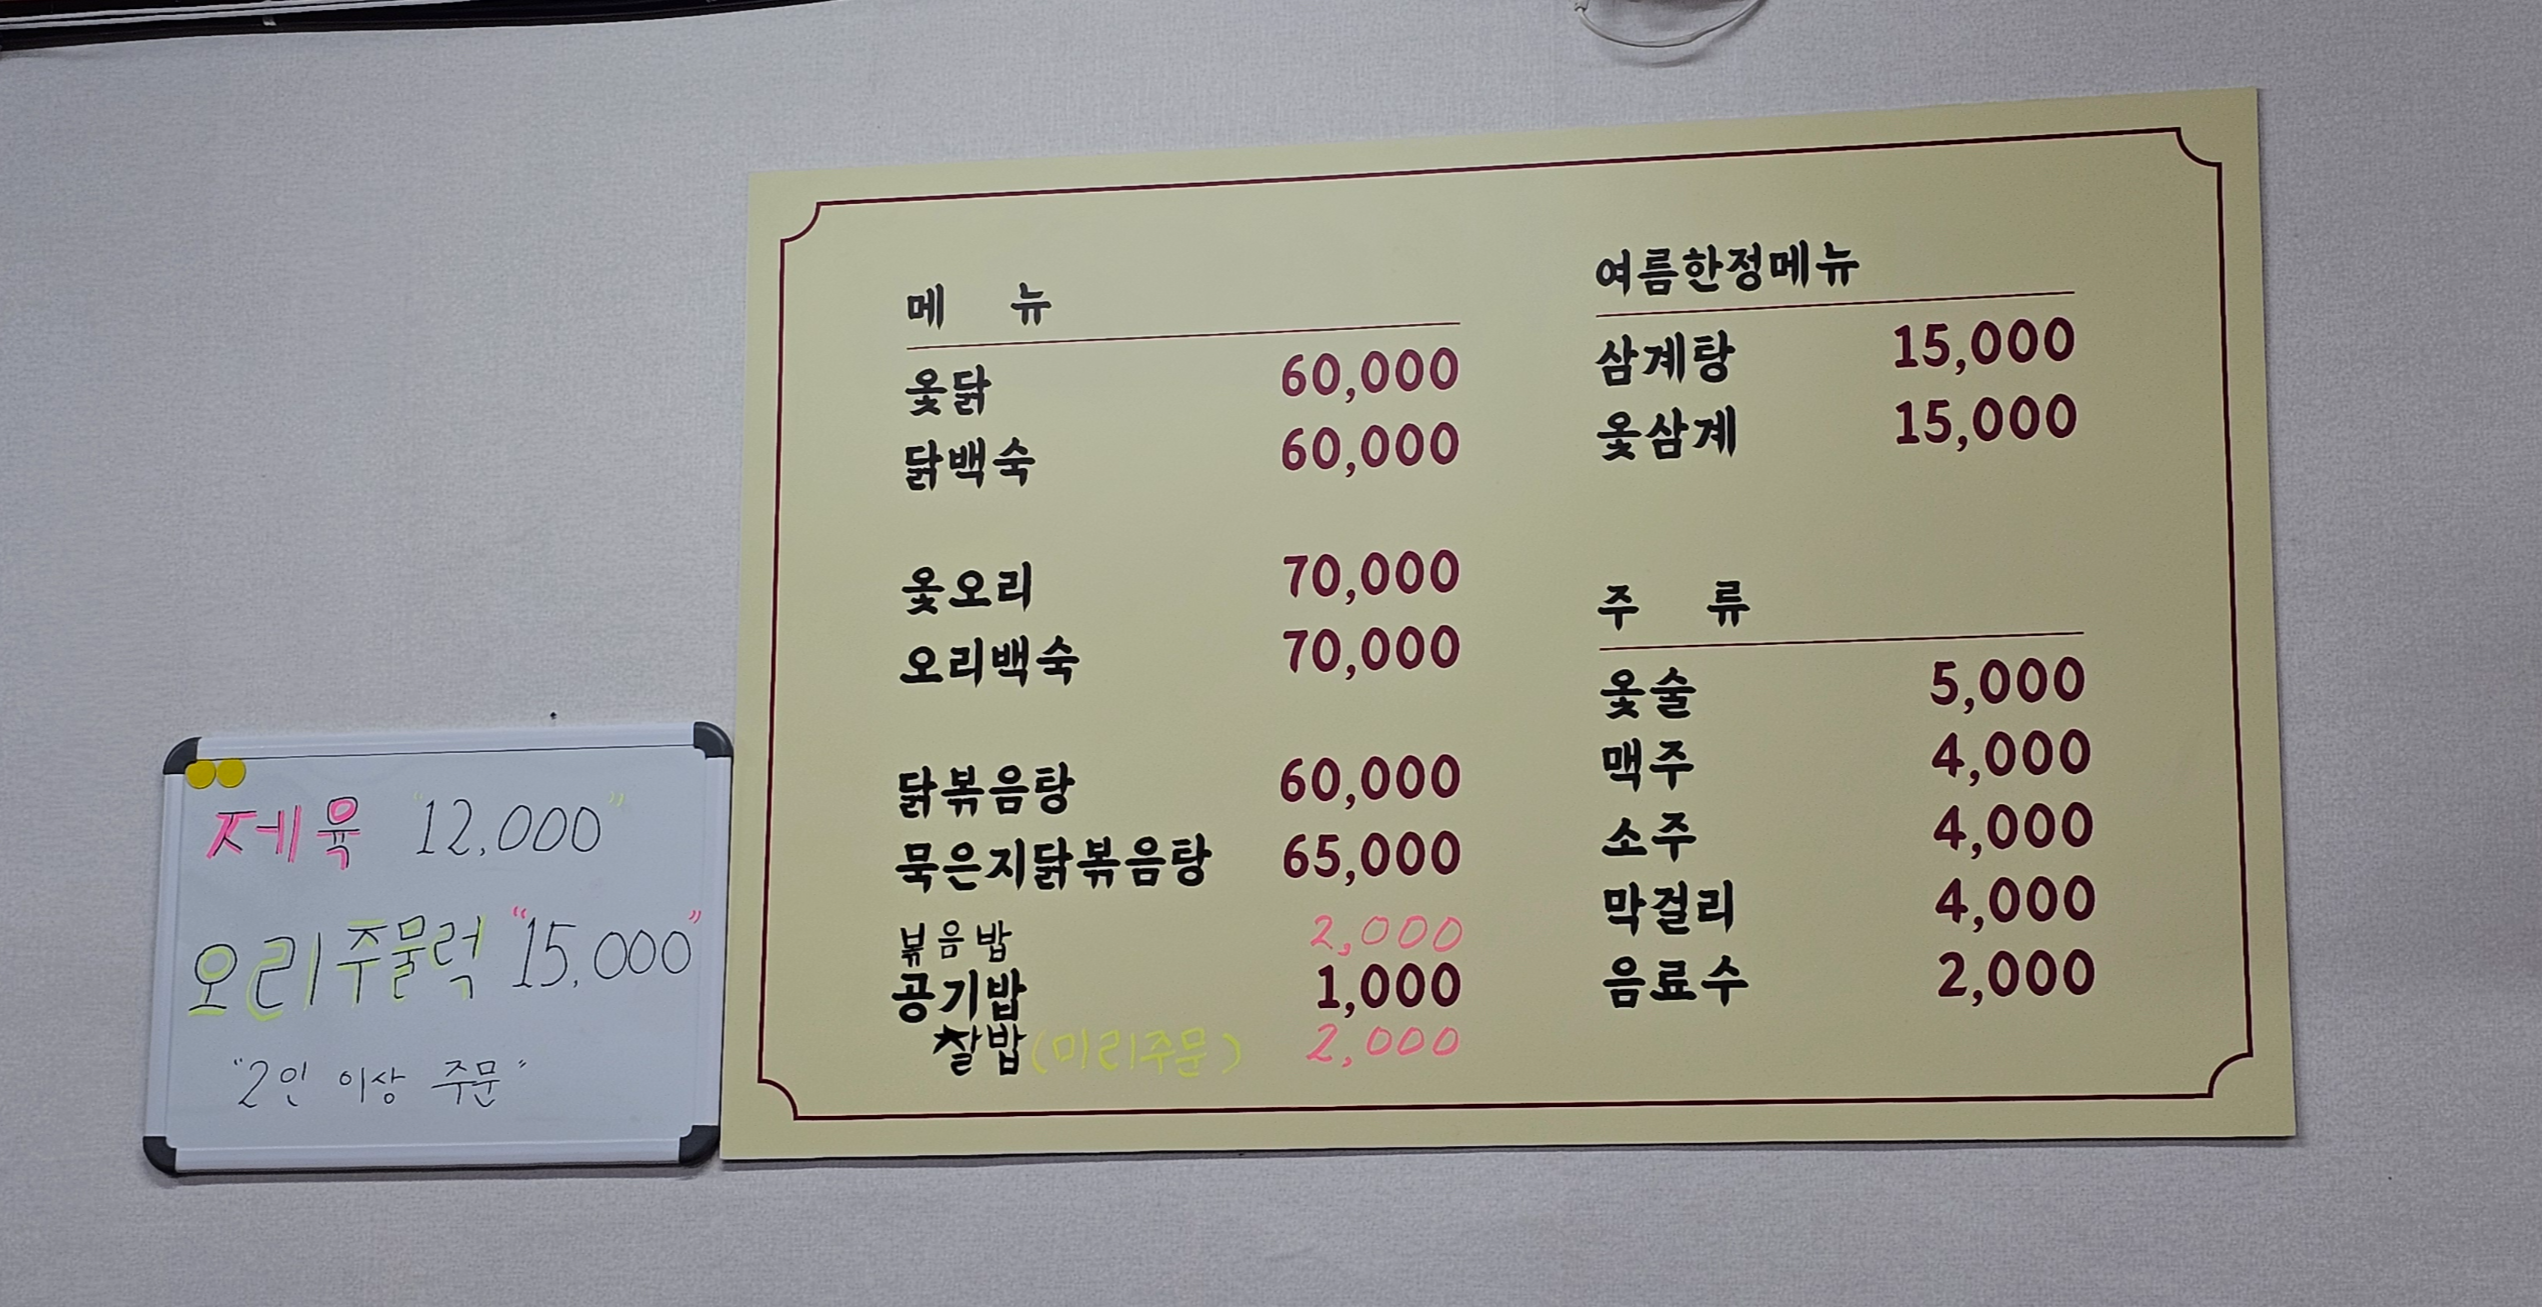 제육 "12,000"
오리주물럭 "15,000"
"2인 이상 주문"
메 뉴
옻닭 60,000
닭백숙 60,000
옻오리 70,000
오리백숙 70,000
닭볶음탕 60,000
묵은지닭볶음탕 65,000
볶음밥 2,000
공기밥 1,000
찰밥(미리주문) 2,000
여름한정메뉴
삼계탕 15,000
옻삼계 15,000
주 류
옻술 5,000
맥주 4,000
소주 4,000
막걸리 4,000
음료수 2,000